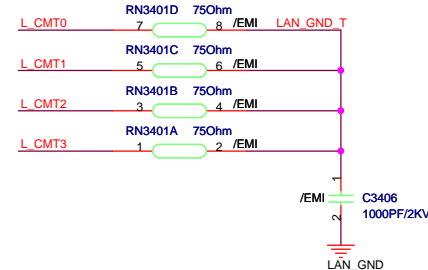 RN3401D 75Ohm
L_CMT0 7 8 /EMI LAN_GND_T
RN3401C 75Ohm
L_CMT1 5 6 /EMI
RN3401B 75Ohm
L_CMT2 3 4 /EMI
RN3401A 75Ohm
L_CMT3 1 2 /EMI
1
/EMI C3406
1000PF/2KV
2
LAN_GND